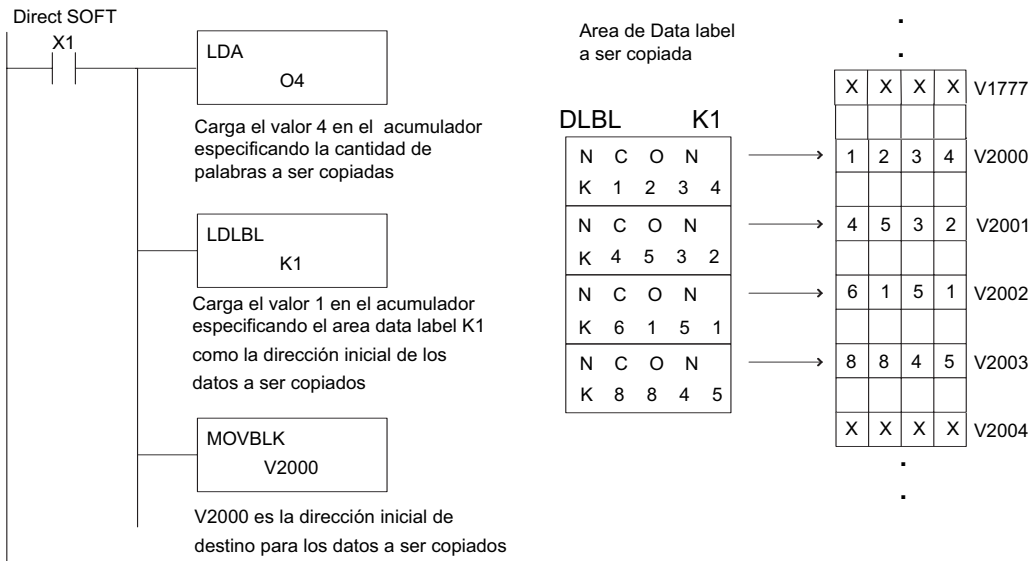 Direct SOFT
X1
LDA
O4
Carga el valor 4 en el acumulador
especificando la cantidad de
palabras a ser copiadas
LDLBL
K1
Carga el valor 1 en el acumulador
especificando el area data label K1
como la dirección inicial de los
datos a ser copiados
MOVBLK
V2000
V2000 es la dirección inicial de
destino para los datos a ser copiados
Area de Data label
a ser copiada
DLBL K1
N C O N
K 1 2 3 4
N C O N
K 4 5 3 2
N C O N
K 6 1 5 1
N C O N
K 8 8 4 5
X X X X V1777
1 2 3 4 V2000
4 5 3 2 V2001
6 1 5 1 V2002
8 8 4 5 V2003
X X X X V2004